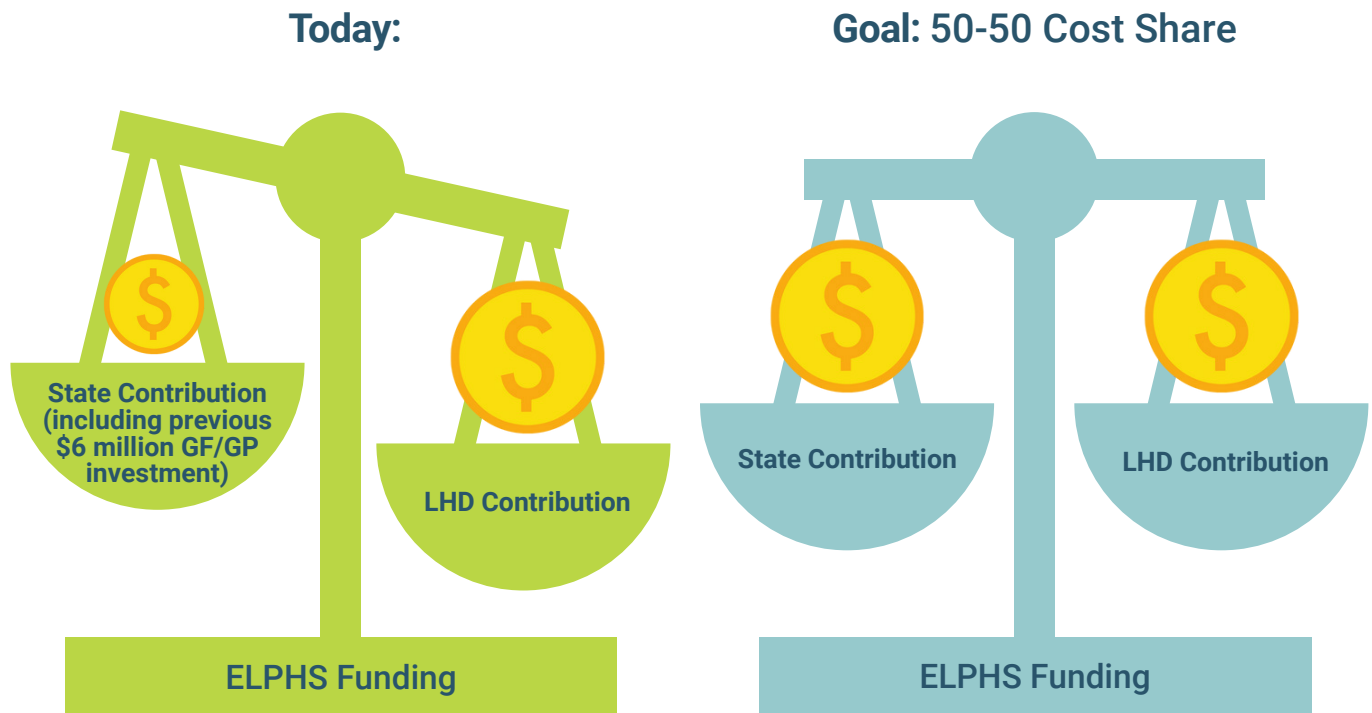 Today:
State Contribution
(including previous
$6 million GF/GP
investment)
LHD Contribution
ELPHS Funding
Goal: 50-50 Cost Share
State Contribution
LHD Contribution
ELPHS Funding